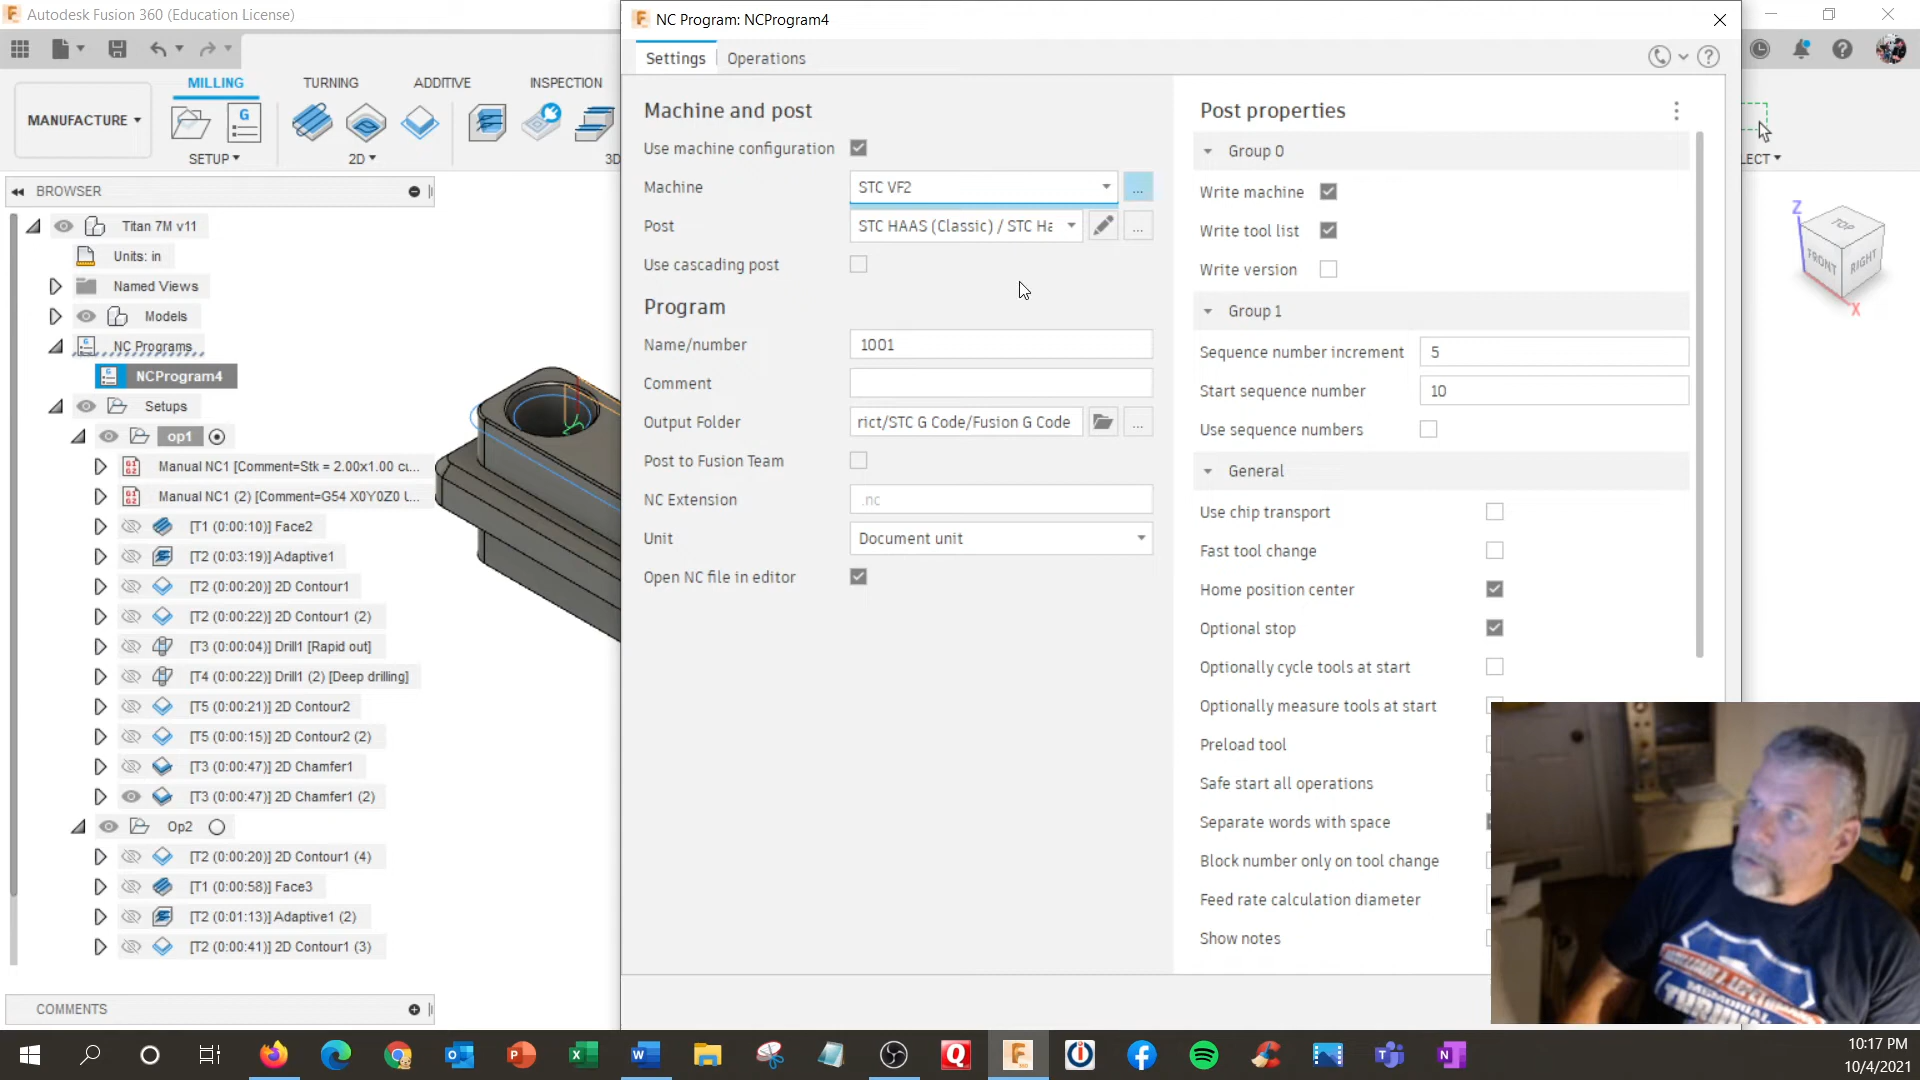 Autodesk Fusion 360 (Education License)
NC Program: NCProgram4
Settings
Operations
MILLING
TURNING
ADDITIVE
INSPECTION
MANUFACTURE
SETUP
2D
3D
BROWSER
Titan 7M v11
Units: in
Named Views
Models
NC Programs
NCProgram4
Setups
op1
Manual NC1 [Comment=Stk = 2.00x1.00 cu...
Manual NC1 (2) [Comment=G54 X0Y0Z0 l...
[T1 (0:00:10)] Face2
[T2 (0:03:19)] Adaptive1
[T2 (0:00:20)] 2D Contour1
[T2 (0:00:22)] 2D Contour1 (2)
[T3 (0:00:04)] Drill1 [Rapid out]
[T4 (0:00:22)] Drill1 (2) [Deep drilling]
[T5 (0:00:21)] 2D Contour2
[T5 (0:00:15)] 2D Contour2 (2)
[T3 (0:00:47)] 2D Chamfer1
[T3 (0:00:47)] 2D Chamfer1 (2)
Op2
[T2 (0:00:20)] 2D Contour1 (4)
[T1 (0:00:58)] Face3
[T2 (0:01:13)] Adaptive1 (2)
[T2 (0:00:41)] 2D Contour1 (3)
COMMENTS
Machine and post
Use machine configuration
Machine
STC VF2
...
Post
STC HAAS (Classic) / STC Ha
...
Use cascading post
Program
Name/number
1001
Comment
Output Folder
rict/STC G Code/Fusion G Code
...
Post to Fusion Team
NC Extension
.nc
Unit
Document unit
Open NC file in editor
Post properties
Group 0
Write machine
Write tool list
Write version
Group 1
Sequence number increment
5
Start sequence number
10
Use sequence numbers
General
Use chip transport
Fast tool change
Home position center
Optional stop
Optionally cycle tools at start
Optionally measure tools at start
Preload tool
Safe start all operations
Separate words with space
Block number only on tool change
Feed rate calculation diameter
Show notes
LECT
Z
TOP
FRONT
RIGHT
X
10:17 PM
10/4/2021